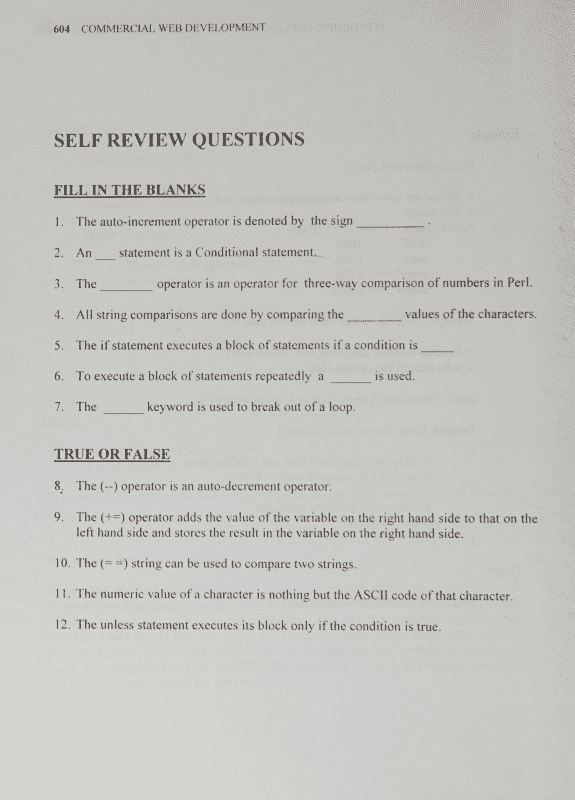 604 COMMERCIAL WEB DEVELOPMENT
SELF REVIEW QUESTIONS
FILL IN THE BLANKS
1. The auto-increment operator is denoted by the sign __________ .
2. An ___ statement is a Conditional statement.
3. The ________ operator is an operator for three-way comparison of numbers in Perl.
4. All string comparisons are done by comparing the ________ values of the characters.
5. The if statement executes a block of statements if a condition is _____
6. To execute a block of statements repeatedly a ______ is used.
7. The ______ keyword is used to break out of a loop.
TRUE OR FALSE
8. The (--) operator is an auto-decrement operator.
9. The (+=) operator adds the value of the variable on the right hand side to that on the
left hand side and stores the result in the variable on the right hand side.
10. The (= =) string can be used to compare two strings.
11. The numeric value of a character is nothing but the ASCII code of that character.
12. The unless statement executes its block only if the condition is true.